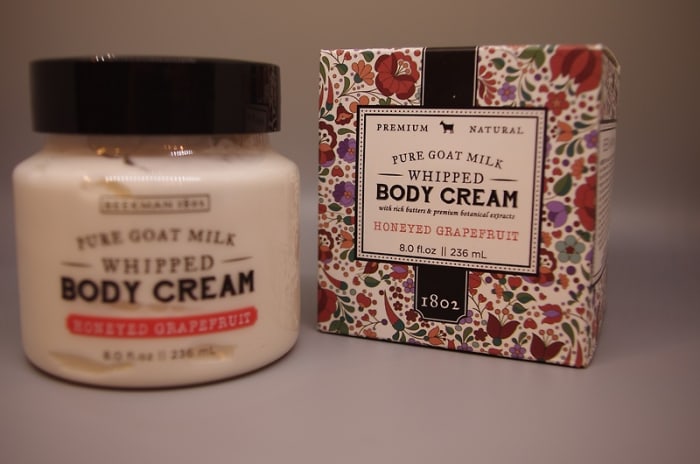 BEEKMAN 1802
PURE GOAT MILK
WHIPPED
BODY CREAM
HONEYED GRAPEFRUIT
8.0 fl.oz || 236 mL
PREMIUM NATURAL
PURE GOAT MILK
WHIPPED
BODY CREAM
with rich butters & premium botanical extracts
HONEYED GRAPEFRUIT
8.0 fl.oz || 236 mL
1802